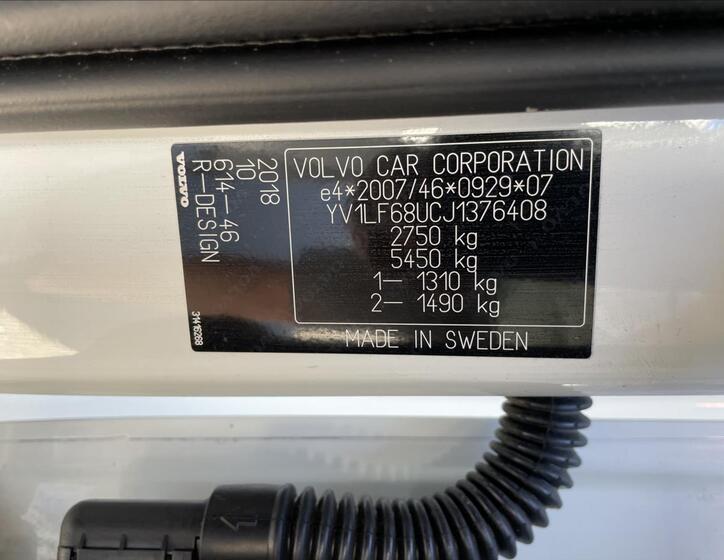 VOLVO
2018
10
614-46
R-DESIGN
31416268
VOLVO CAR CORPORATION
e4*2007/46*0929*07
YV1LF68UCJ1376408
2750 kg
5450 kg
1- 1310 kg
2- 1490 kg
MADE IN SWEDEN